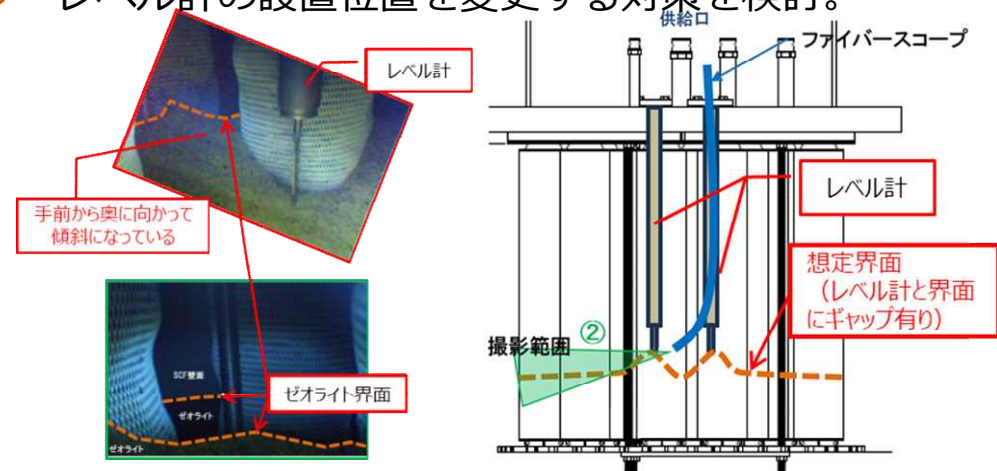 レベル計の設置位置を変更する対策を検討。
供給口
ファイバースコープ
レベル計
手前から奥に向かって
傾斜になっている
レベル計
想定界面
（レベル計と界面
にギャップ有り）
撮影範囲
②
SCF壁面
ゼオライト界面
ゼオライト
ゼオライト